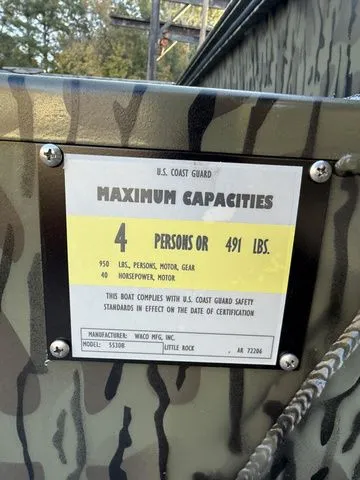 U.S. COAST GUARD
MAXIMUM CAPACITIES
4 PERSONS OR 491 LBS.
950 LBS., PERSONS, MOTOR, GEAR
40 HORSEPOWER, MOTOR
THIS BOAT COMPLIES WITH U.S. COAST GUARD SAFETY
STANDARDS IN EFFECT ON THE DATE OF CERTIFICATION
MANUFACTURER: WACO MFG, INC.
MODEL: 5530B LITTLE ROCK , AR 72206